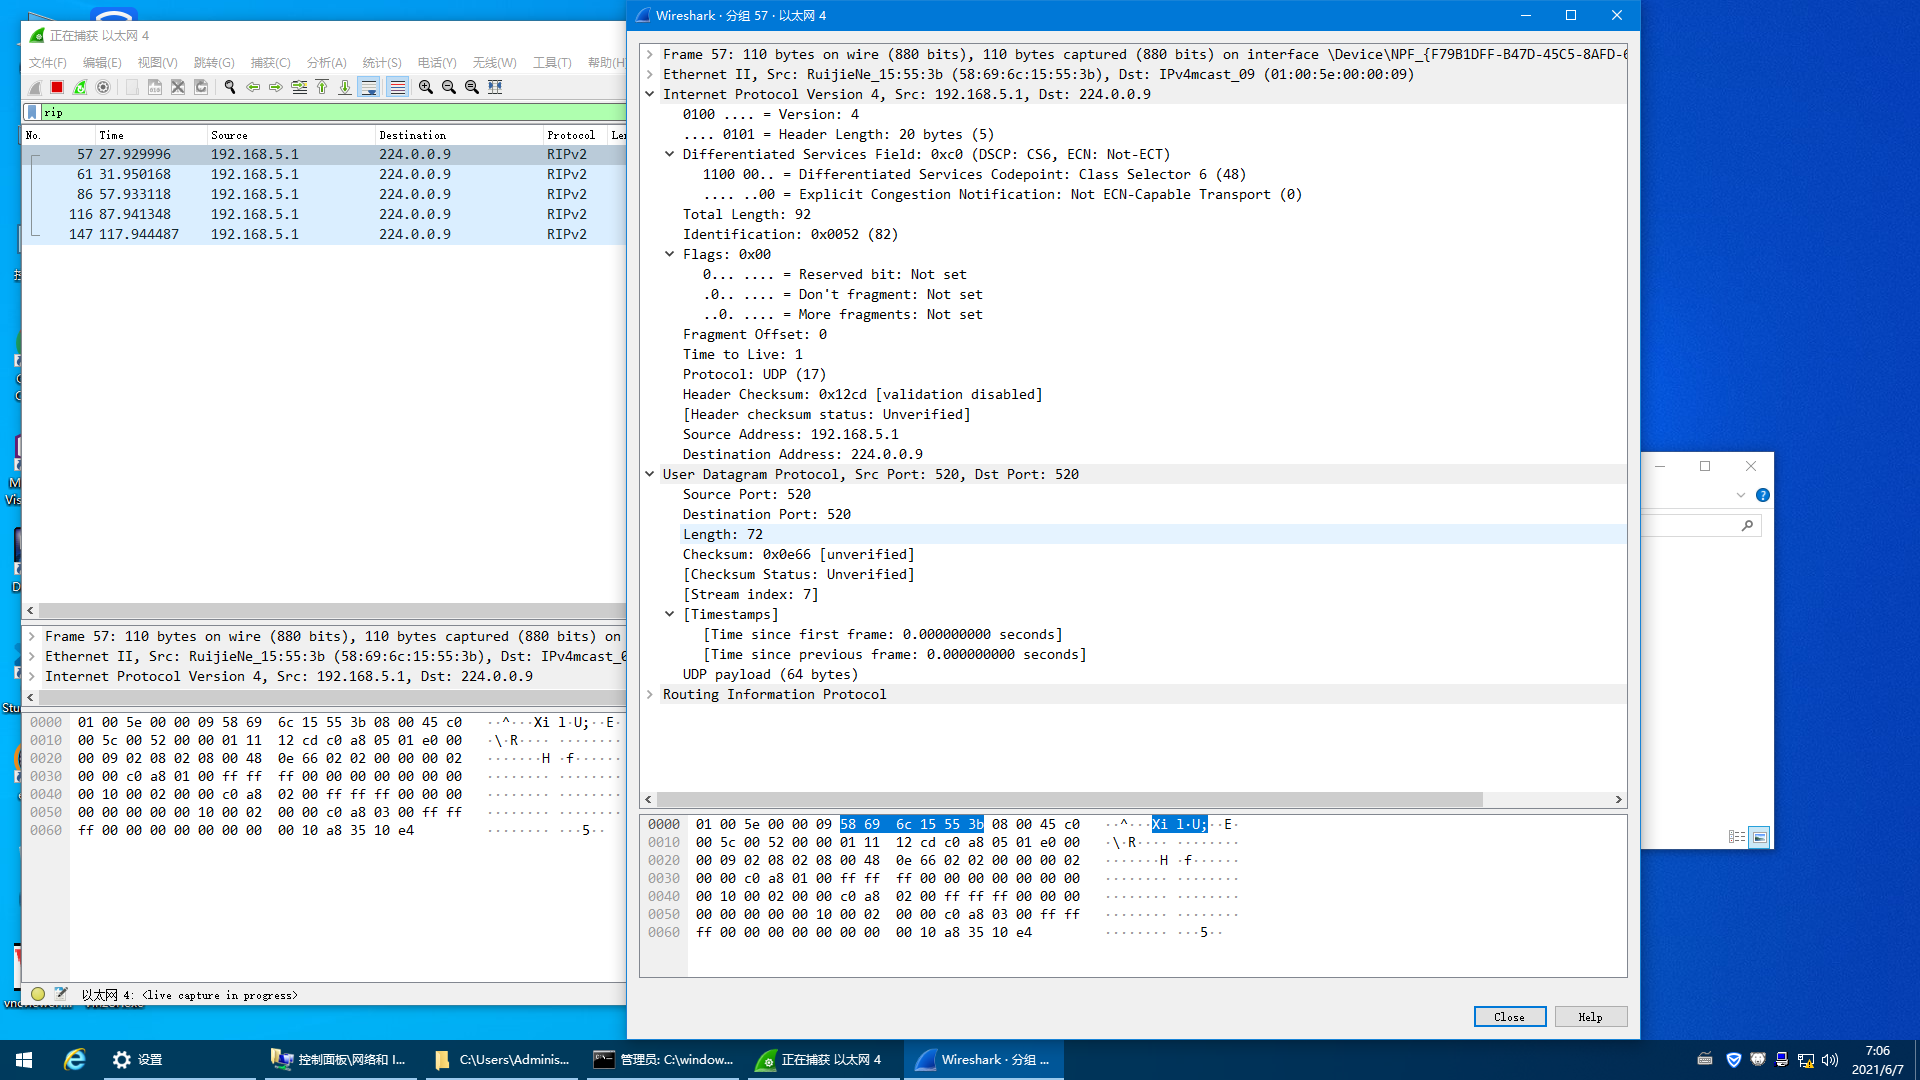 正在捕获 以太网 4
文件(F) 编辑(E) 视图(V) 跳转(G) 捕获(C) 分析(A) 统计(S) 电话(Y) 无线(W) 工具(T) 帮助(H
rip
No. Time Source Destination Protocol Ler
57 27.929996 192.168.5.1 224.0.0.9 RIPv2
61 31.950168 192.168.5.1 224.0.0.9 RIPv2
86 57.933118 192.168.5.1 224.0.0.9 RIPv2
116 87.941348 192.168.5.1 224.0.0.9 RIPv2
147 117.944487 192.168.5.1 224.0.0.9 RIPv2
Frame 57: 110 bytes on wire (880 bits), 110 bytes captured (880 bits) on
Ethernet II, Src: RuijieNe_15:55:3b (58:69:6c:15:55:3b), Dst: IPv4mcast_0
Internet Protocol Version 4, Src: 192.168.5.1, Dst: 224.0.0.9
0000 01 00 5e 00 00 09 58 69 6c 15 55 3b 08 00 45 c0 ··^···Xi l·U;··E·
0010 00 5c 00 52 00 00 01 11 12 cd c0 a8 05 01 e0 00 ·\·R···· ········
0020 00 09 02 08 02 08 00 48 0e 66 02 02 00 00 00 02 ·······H ·f······
0030 00 00 c0 a8 01 00 ff ff ff 00 00 00 00 00 00 00 ········ ········
0040 00 10 00 02 00 00 c0 a8 02 00 ff ff ff 00 00 00 ········ ········
0050 00 00 00 00 00 10 00 02 00 00 c0 a8 03 00 ff ff ········ ········
0060 ff 00 00 00 00 00 00 00 00 10 a8 35 10 e4 ········ ···5··
以太网 4: <live capture in progress>
Wireshark · 分组 57 · 以太网 4
Frame 57: 110 bytes on wire (880 bits), 110 bytes captured (880 bits) on interface \Device\NPF_{F79B1DFF-B47D-45C5-8AFD-6
Ethernet II, Src: RuijieNe_15:55:3b (58:69:6c:15:55:3b), Dst: IPv4mcast_09 (01:00:5e:00:00:09)
Internet Protocol Version 4, Src: 192.168.5.1, Dst: 224.0.0.9
0100 .... = Version: 4
.... 0101 = Header Length: 20 bytes (5)
Differentiated Services Field: 0xc0 (DSCP: CS6, ECN: Not-ECT)
1100 00.. = Differentiated Services Codepoint: Class Selector 6 (48)
.... ..00 = Explicit Congestion Notification: Not ECN-Capable Transport (0)
Total Length: 92
Identification: 0x0052 (82)
Flags: 0x00
0... .... = Reserved bit: Not set
.0.. .... = Don't fragment: Not set
..0. .... = More fragments: Not set
Fragment Offset: 0
Time to Live: 1
Protocol: UDP (17)
Header Checksum: 0x12cd [validation disabled]
[Header checksum status: Unverified]
Source Address: 192.168.5.1
Destination Address: 224.0.0.9
User Datagram Protocol, Src Port: 520, Dst Port: 520
Source Port: 520
Destination Port: 520
Length: 72
Checksum: 0x0e66 [unverified]
[Checksum Status: Unverified]
[Stream index: 7]
[Timestamps]
[Time since first frame: 0.000000000 seconds]
[Time since previous frame: 0.000000000 seconds]
UDP payload (64 bytes)
Routing Information Protocol
0000 01 00 5e 00 00 09 58 69 6c 15 55 3b 08 00 45 c0 ··^···Xi l·U;··E·
0010 00 5c 00 52 00 00 01 11 12 cd c0 a8 05 01 e0 00 ·\·R···· ········
0020 00 09 02 08 02 08 00 48 0e 66 02 02 00 00 00 02 ·······H ·f······
0030 00 00 c0 a8 01 00 ff ff ff 00 00 00 00 00 00 00 ········ ········
0040 00 10 00 02 00 00 c0 a8 02 00 ff ff ff 00 00 00 ········ ········
0050 00 00 00 00 00 10 00 02 00 00 c0 a8 03 00 ff ff ········ ········
0060 ff 00 00 00 00 00 00 00 00 10 a8 35 10 e4 ········ ···5··
Close Help
设置 控制面板\网络和 I... C:\Users\Adminis... 管理员: C:\window... 正在捕获 以太网 4 Wireshark · 分组 ...
7:06
2021/6/7